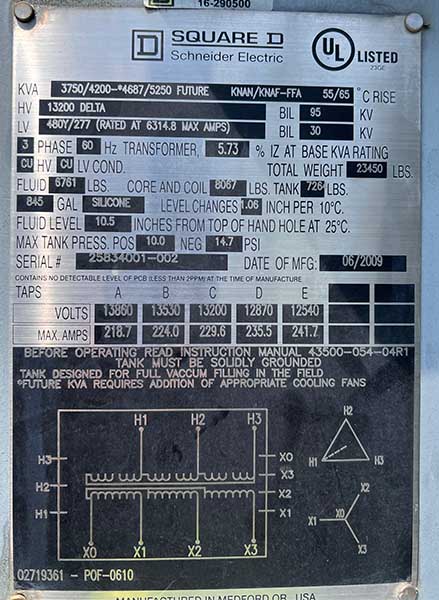 16-290500
D SQUARE D
Schneider Electric
UL LISTED
23GE
KVA 3750/4200-*4687/5250 FUTURE KNAN/KNAF-FFA 55/65 °C RISE
HV 13200 DELTA BIL 95 KV
LV 480Y/277 (RATED AT 6314.8 MAX AMPS) BIL 30 KV
3 PHASE 60 Hz TRANSFORMER, 5.73 % IZ AT BASE KVA RATING
CU HV CU LV COND. TOTAL WEIGHT 23450 LBS.
FLUID 6761 LBS. CORE AND COIL 8067 LBS. TANK 726 LBS.
845 GAL SILICONE LEVEL CHANGES 1.06 INCH PER 10°C.
FLUID LEVEL 10.5 INCHES FROM TOP OF HAND HOLE AT 25°C.
MAX TANK PRESS. POS 10.0 NEG 14.7 PSI
SERIAL # 25834001-002 DATE OF MFG: 06/2009
CONTAINS NO DETECTABLE LEVEL OF PCB (LESS THAN 2PPM) AT THE TIME OF MANUFACTURE
TAPS A B C D E
VOLTS 13860 13530 13200 12870 12540
MAX. AMPS 218.7 224.0 229.6 235.5 241.7
BEFORE OPERATING READ INSTRUCTION MANUAL 43500-054-04R1
TANK MUST BE SOLIDLY GROUNDED
TANK DESIGNED FOR FULL VACCUM FILLING IN THE FIELD
*FUTURE KVA REQUIRES ADDITION OF APPROPRIATE COOLING FANS
H1 H2 H3
H3 X0
X3
H2 X2
H1 X1
X0 X1 X2 X3
H2
H1 H3
X2
X1 X0
X3
02719361 - POF-0610
MANUFACTURED IN MEDFORD OR., USA